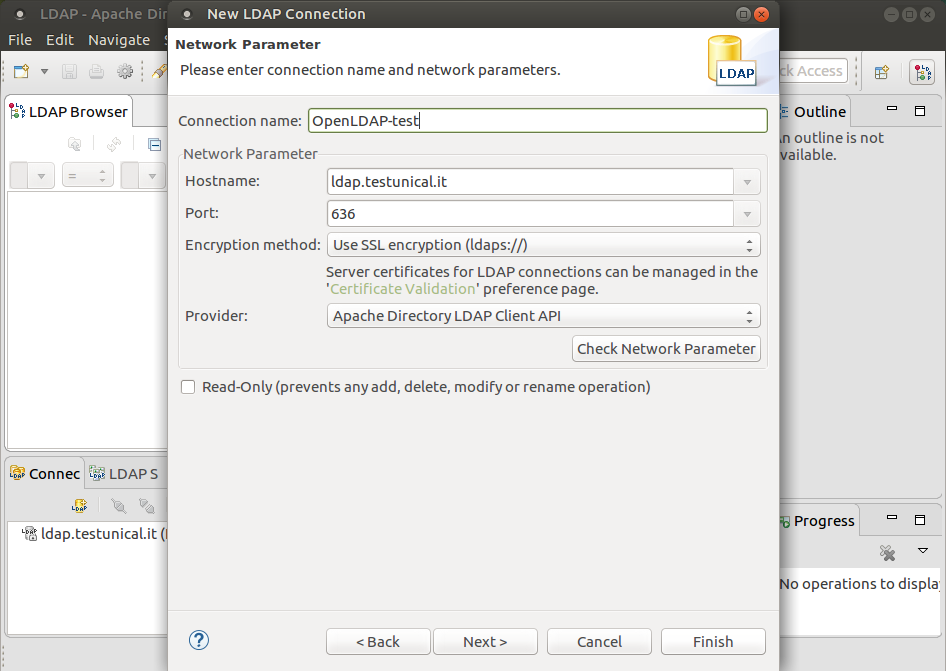 LDAP - Apache Dir
New LDAP Connection
File Edit Navigate
Network Parameter
Please enter connection name and network parameters.
LDAP
Access
LDAP Browser
Outline
Connection name: OpenLDAP-test
An outline is not
available.
Network Parameter
Hostname: ldap.testunical.it
=
Port: 636
Encryption method: Use SSL encryption (ldaps://)
Server certificates for LDAP connections can be managed in the
'Certificate Validation' preference page.
Provider: Apache Directory LDAP Client API
Check Network Parameter
Read-Only (prevents any add, delete, modify or rename operation)
Connec LDAP S
Progress
ldap.testunical.it (
No operations to displa
? < Back Next > Cancel Finish